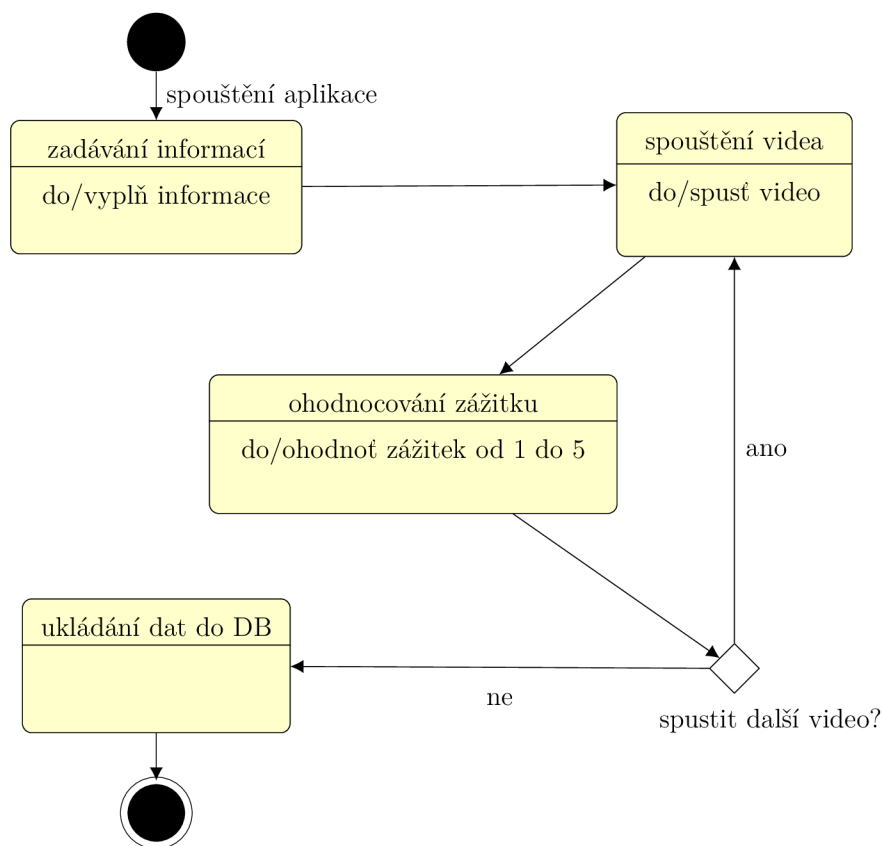 spouštění aplikace
zadávání informací
do/vyplň informace
spouštění videa
do/spusť video
ohodnocování zážitku
do/ohodnoť zážitek od 1 do 5
ano
ukládání dat do DB
ne
spustit další video?